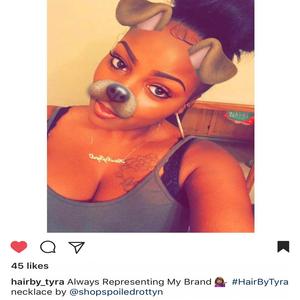 45 likes
hairby_tyra Always Representing My Brand 💇🏾‍♀️ #HairByTyra
necklace by @shopspoiledrottyn